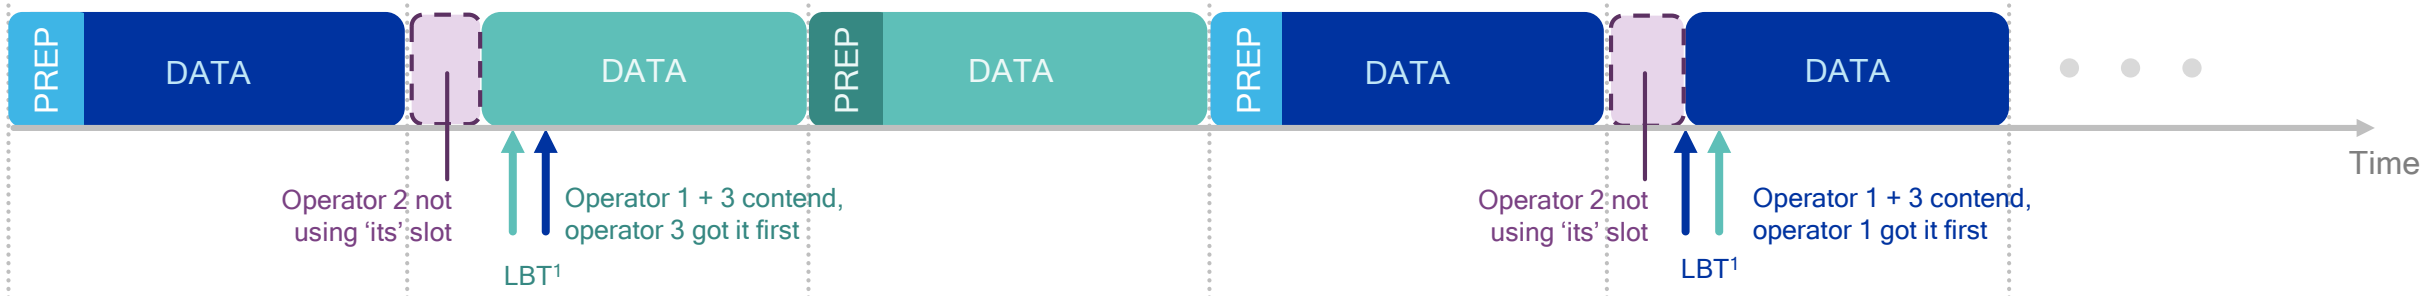 PREP
DATA
DATA
PREP
DATA
PREP
DATA
DATA
Time
Operator 2 not
using ‘its’ slot
Operator 1 + 3 contend,
operator 3 got it first
LBT¹
Operator 2 not
using ‘its’ slot
Operator 1 + 3 contend,
operator 1 got it first
LBT¹